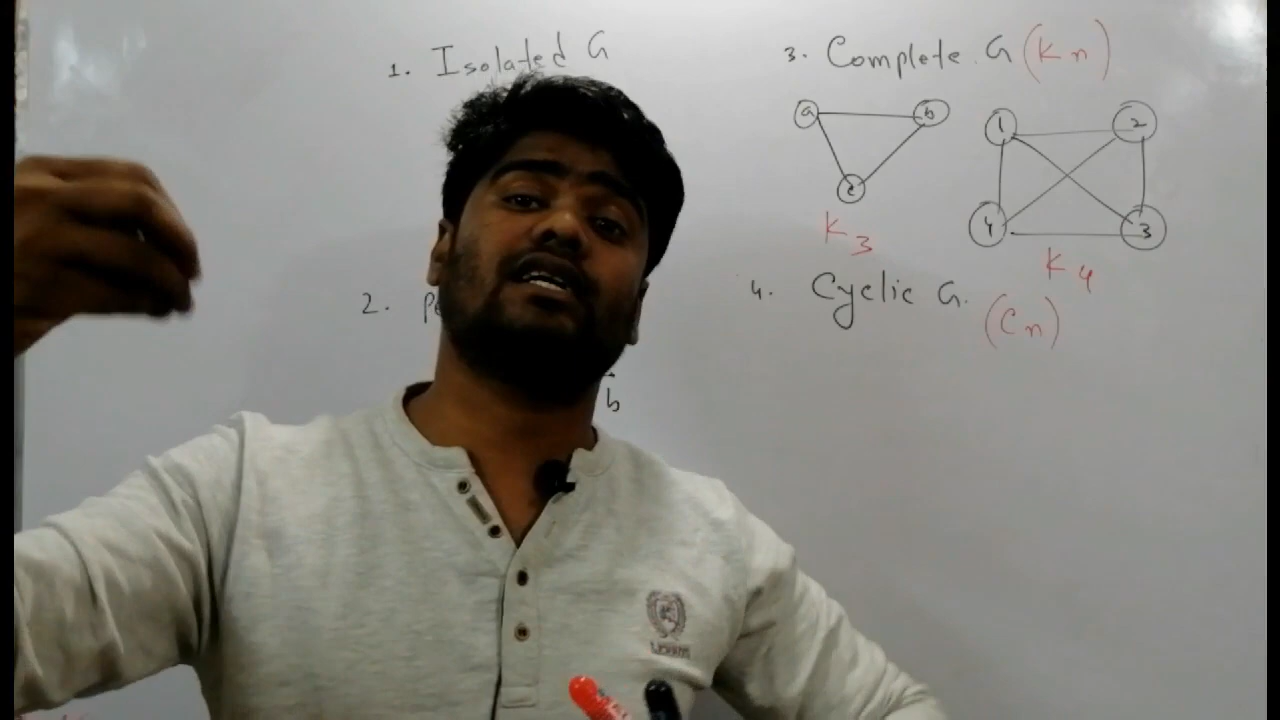 1. Isolated G
2.
b
3. Complete. G (Kn)
a b
c
K3
1 2
4 3
K4
4. Cyclic G. (Cn)